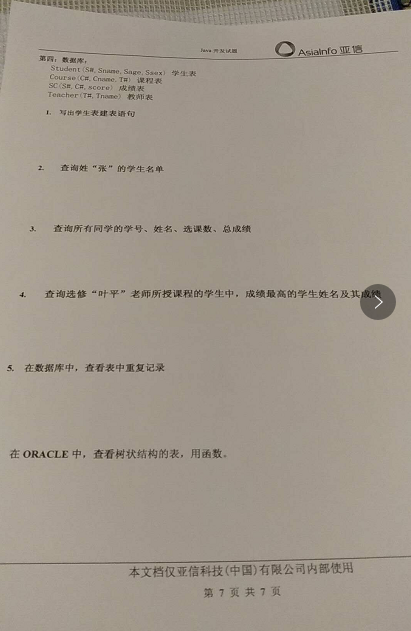 Java 开发试题
AsiaInfo 亚信
第四：数据库：
Student(S#,Sname,Sage,Ssex) 学生表
Course(C#,Cname,T#) 课程表
SC(S#,C#,score) 成绩表
Teacher(T#,Tname) 教师表
1. 写出学生表建表语句
2. 查询姓“张”的学生名单
3. 查询所有同学的学号、姓名、选课数、总成绩
4. 查询选修“叶平”老师所授课程的学生中，成绩最高的学生姓名及其成绩
5. 在数据库中，查看表中重复记录
在 ORACLE 中，查看树状结构的表，用函数。
本文档仅亚信科技(中国)有限公司内部使用
第 7 页 共 7 页